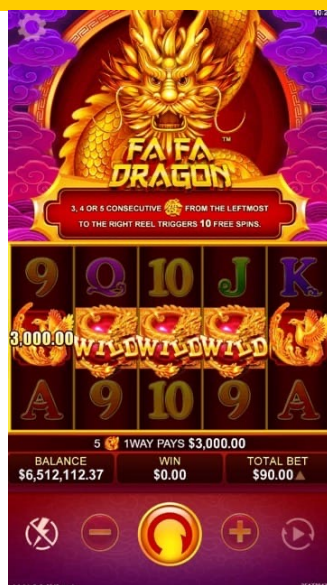 FA FA
DRAGON™
3, 4 OR 5 CONSECUTIVE FROM THE LEFTMOST
TO THE RIGHT REEL TRIGGERS 10 FREE SPINS.
9 Q 10 J K
3,000.00 WILD WILD WILD
A 9 10 9 A
5 1WAY PAYS $3,000.00
BALANCE WIN TOTAL BET
$6,512,112.37 $0.00 $90.00